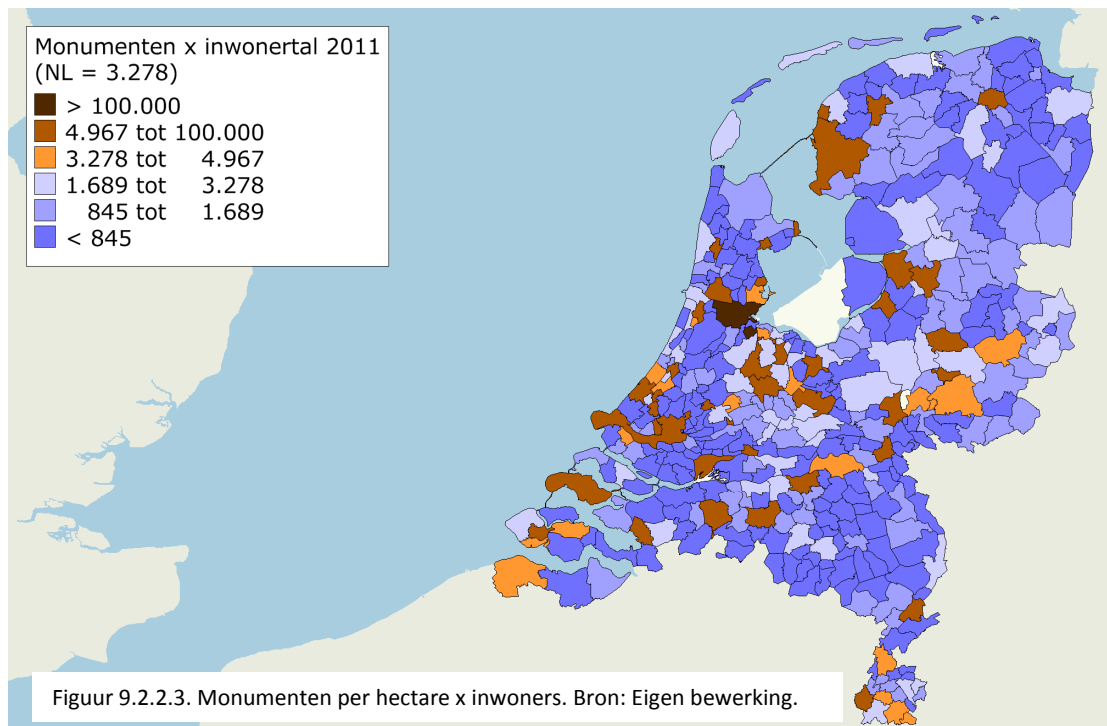 Monumenten x inwonertal 2011
(NL = 3.278)
> 100.000
4.967 tot 100.000
3.278 tot 4.967
1.689 tot 3.278
845 tot 1.689
< 845
Figuur 9.2.2.3. Monumenten per hectare x inwoners. Bron: Eigen bewerking.